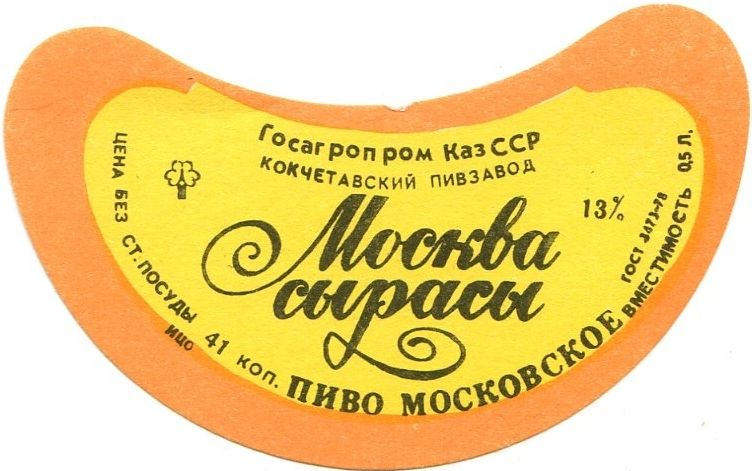 Госагропром КазССР
КОКЧЕТАВСКИЙ ПИВЗАВОД
13%
Москва
сырасы
ЦЕНА БЕЗ СТ. ПОСУДЫ 41 КОП.
ИЦО
ПИВО МОСКОВСКОЕ
ГОСТ 3473-78
ВМЕСТИМОСТЬ 0,5 Л.